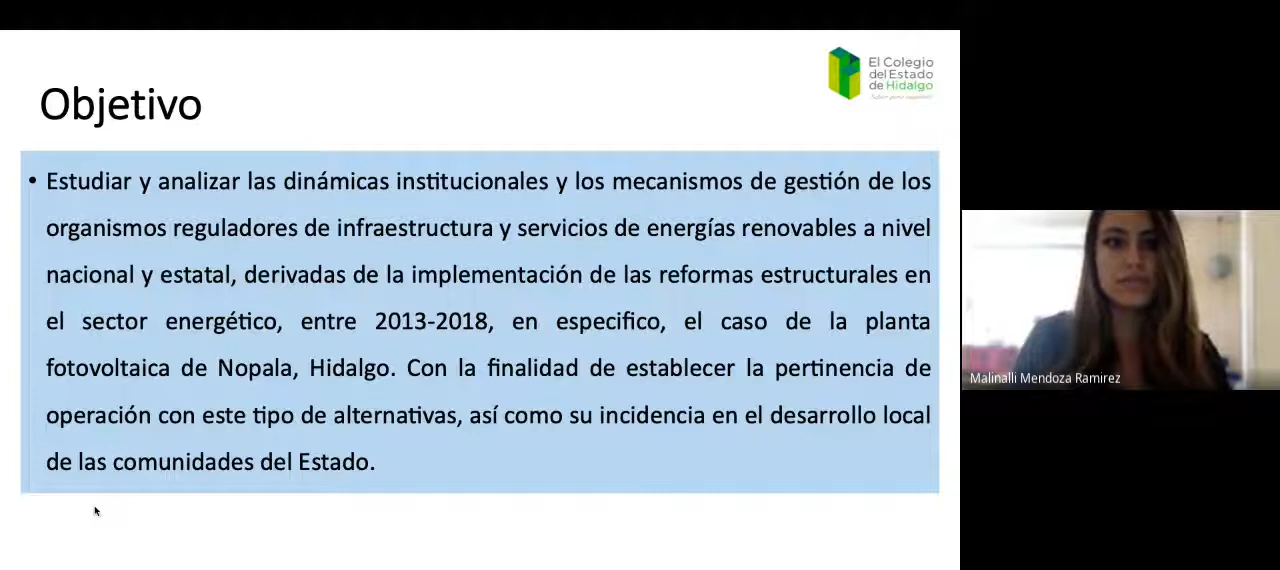 Objetivo
El Colegio
del Estado
de Hidalgo
• Estudiar y analizar las dinámicas institucionales y los mecanismos de gestión de los
organismos reguladores de infraestructura y servicios de energías renovables a nivel
nacional y estatal, derivadas de la implementación de las reformas estructurales en
el sector energético, entre 2013-2018, en especifico, el caso de la planta
fotovoltaica de Nopala, Hidalgo. Con la finalidad de establecer la pertinencia de
operación con este tipo de alternativas, así como su incidencia en el desarrollo local
de las comunidades del Estado.
Malinalli Mendoza Ramirez